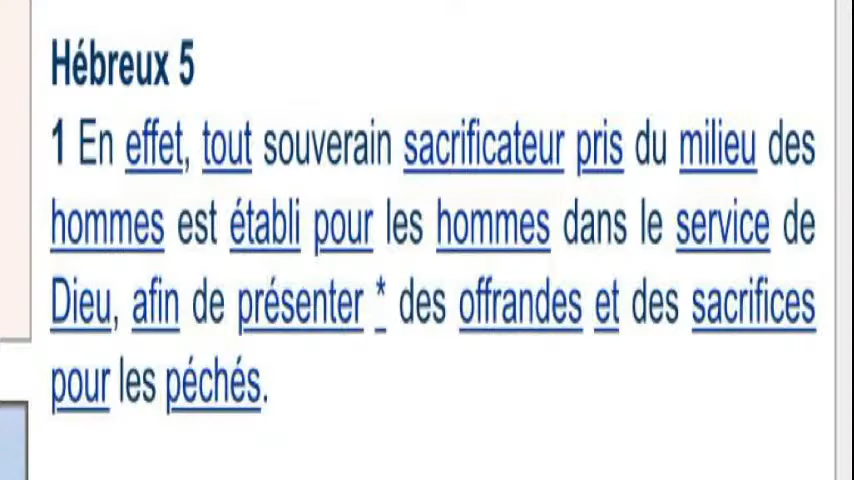 Hébreux 5
1 En effet, tout souverain sacrificateur pris du milieu des
hommes est établi pour les hommes dans le service de
Dieu, afin de présenter * des offrandes et des sacrifices
pour les péchés.